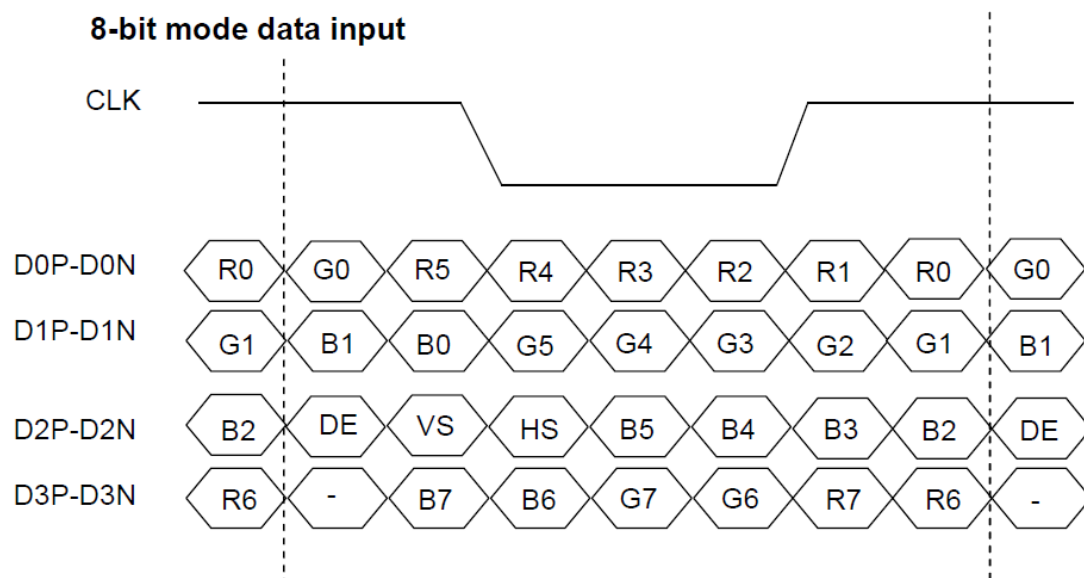 8-bit mode data input
CLK
D0P-D0N R0 G0 R5 R4 R3 R2 R1 R0 G0
D1P-D1N G1 B1 B0 G5 G4 G3 G2 G1 B1
D2P-D2N B2 DE VS HS B5 B4 B3 B2 DE
D3P-D3N R6 - B7 B6 G7 G6 R7 R6 -